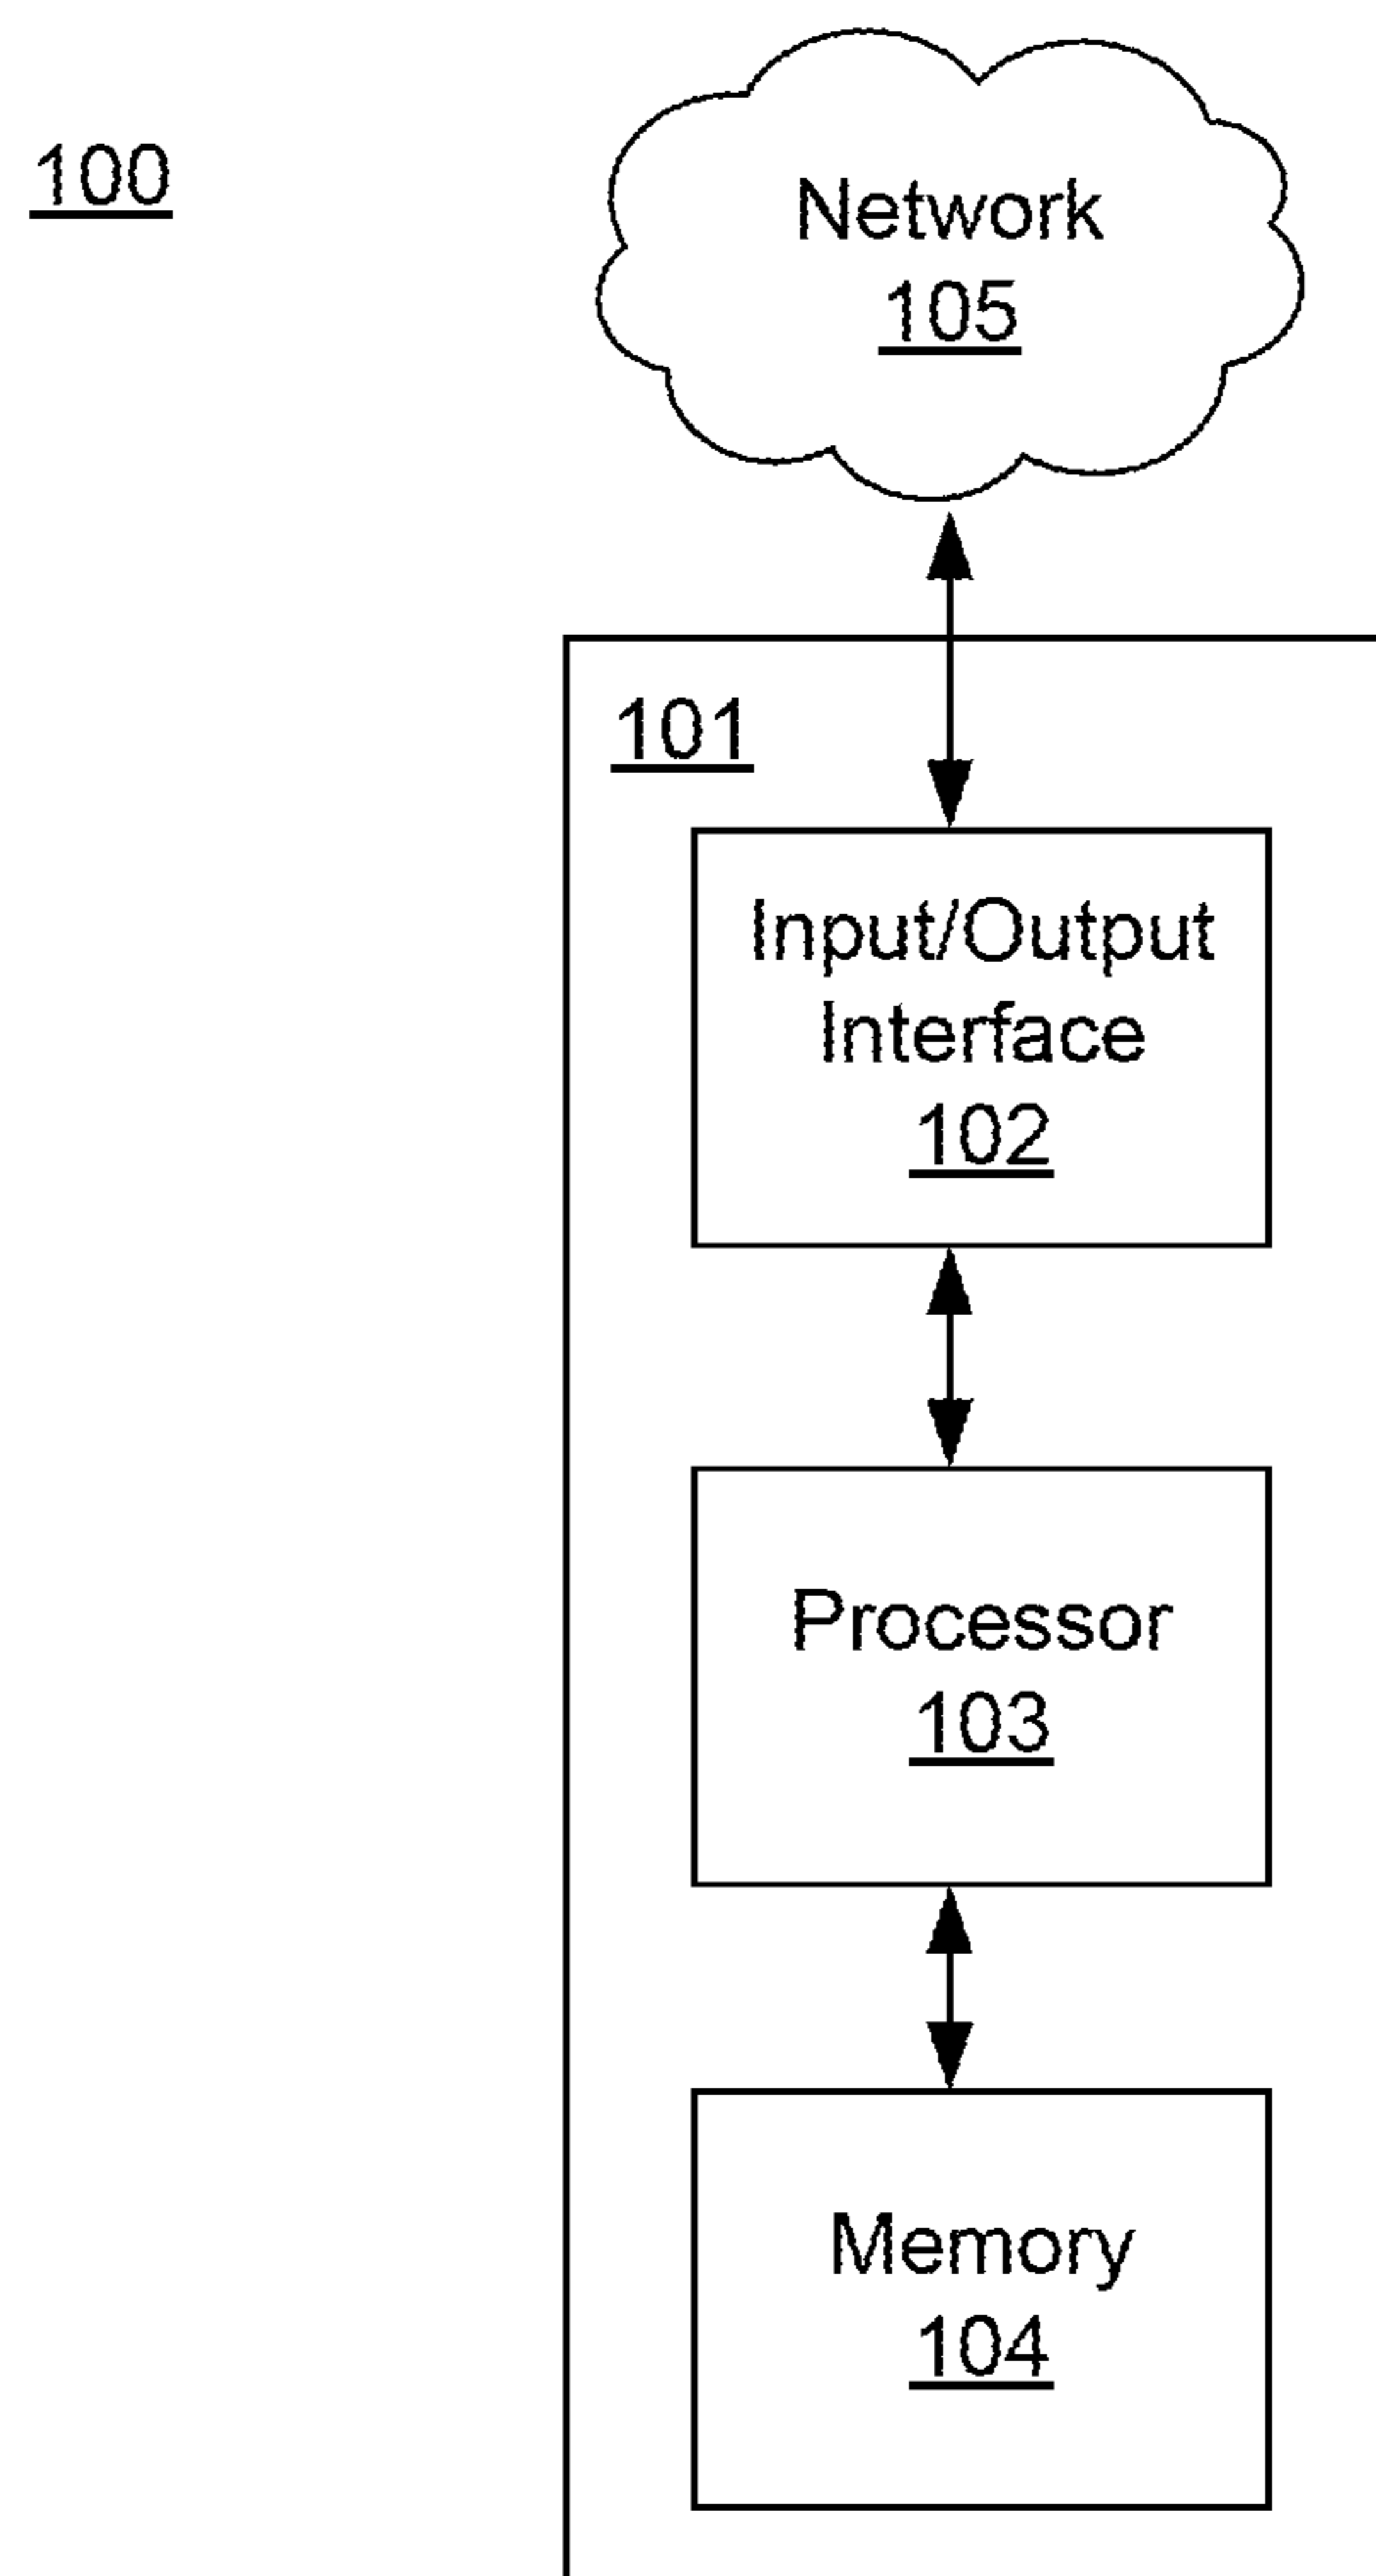 100
Network
105
101
Input/Output
Interface
102
Processor
103
Memory
104